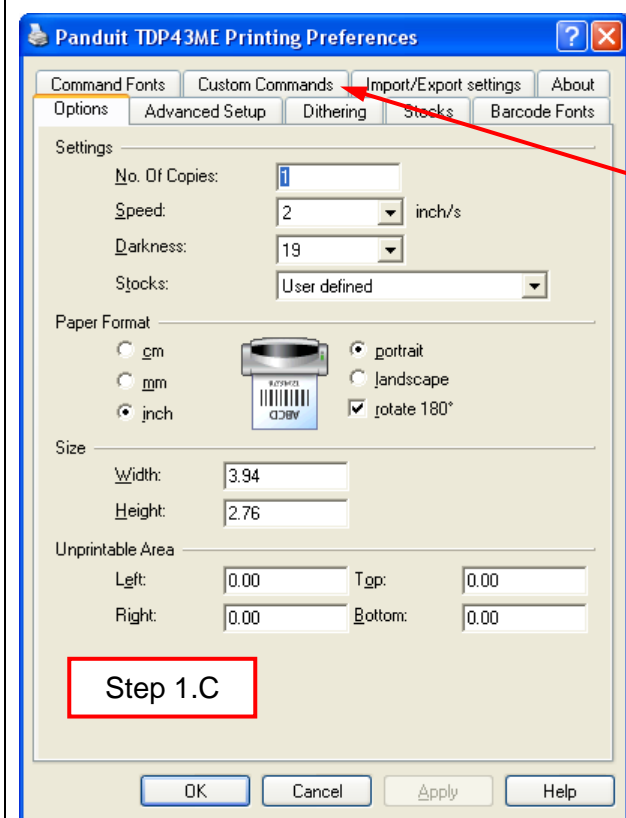 Panduit TDP43ME Printing Preferences
Command Fonts Custom Commands Import/Export settings About
Options Advanced Setup Dithering Stocks Barcode Fonts
Settings
No. Of Copies: 1
Speed: 2 inch/s
Darkness: 19
Stocks: User defined
Paper Format
cm portrait
mm landscape
inch rotate 180°
ABCD
Size
Width: 3.94
Height: 2.76
Unprintable Area
Left: 0.00 Top: 0.00
Right: 0.00 Bottom: 0.00
Step 1.C
OK Cancel Apply Help